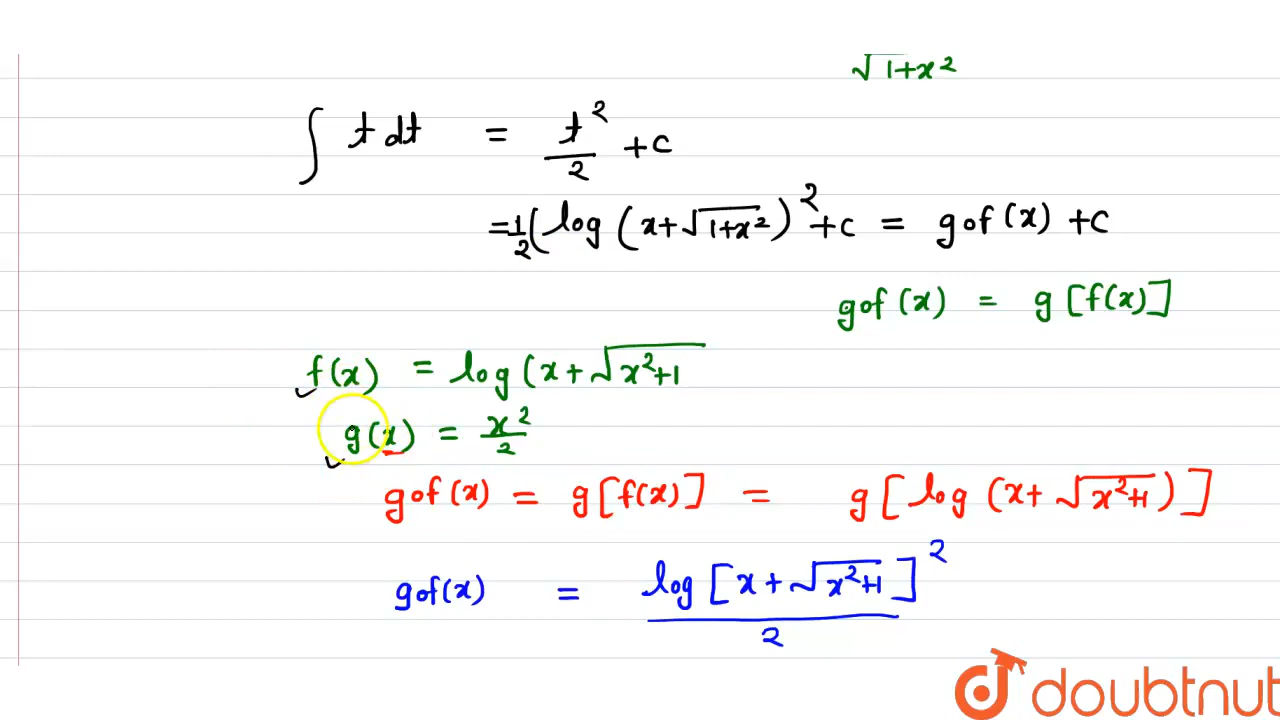 √1+x²
∫ t dt = t²/2 + c
= 1/2 (log (x+√1+x²)² + c = gof(x) + c
gof(x) = g[f(x)]
f(x) = log(x+√x²+1
g(x) = x²/2
gof(x) = g[f(x)] = g[log (x+√x²+1)]
gof(x) = log[x+√x²+1]²/2
doubtnut